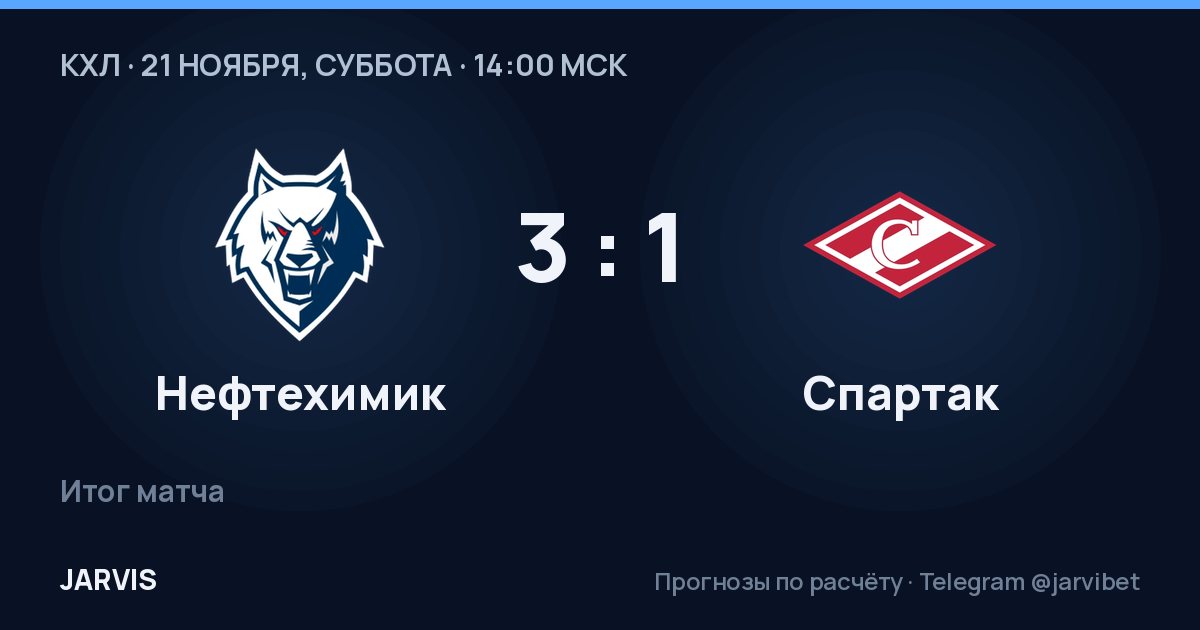 КХЛ · 21 НОЯБРЯ, СУББОТА · 14:00 МСК
3 : 1
С
Нефтехимик
Спартак
Итог матча
JARVIS
Прогнозы по расчёту · Telegram @jarvibet